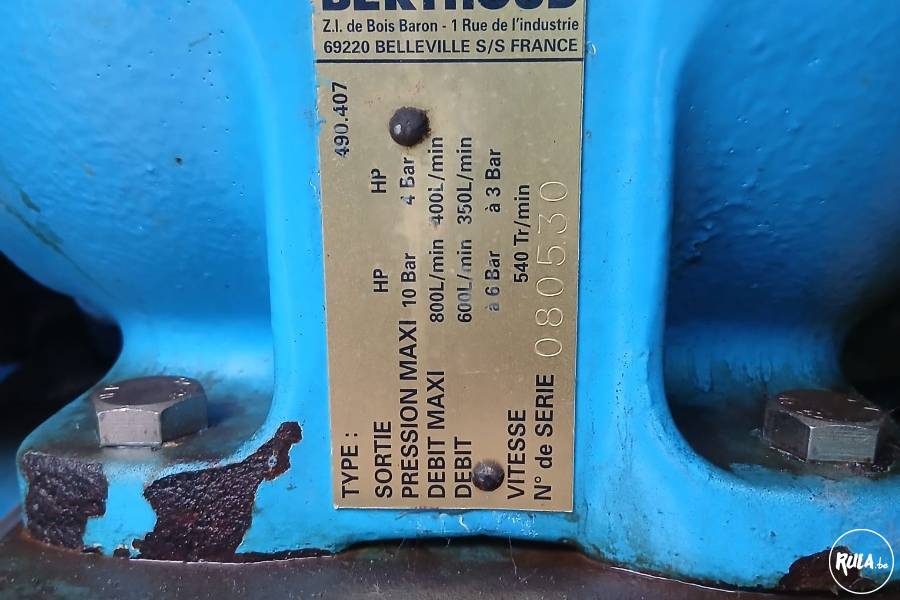 BERTHOUD
Z.I. de Bois Baron - 1 Rue de l'industrie
69220 BELLEVILLE S/S FRANCE
TYPE : 490.407
SORTIE HP HP
PRESSION MAXI 10 Bar 4 Bar
DEBIT MAXI 800L/min 400L/min
DEBIT 600L/min 350L/min
à 6 Bar à 3 Bar
VITESSE 540 Tr/min
N° de SERIE 080530
RULA.be